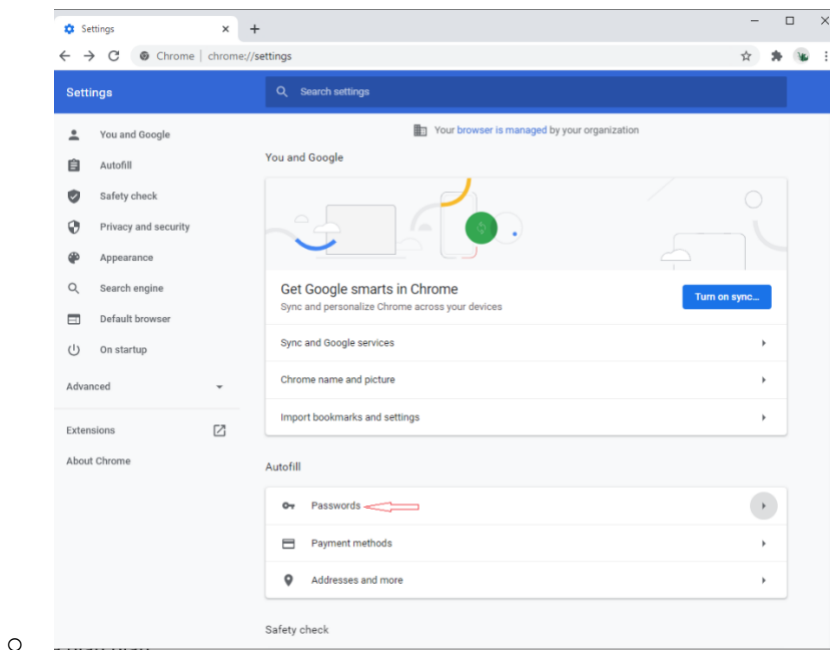 Settings
Chrome | chrome://settings
Settings
Search settings
Your browser is managed by your organization
You and Google
Autofill
Safety check
Privacy and security
Appearance
Search engine
Default browser
On startup
Advanced
Extensions
About Chrome
You and Google
Get Google smarts in Chrome
Sync and personalize Chrome across your devices
Turn on sync...
Sync and Google services
Chrome name and picture
Import bookmarks and settings
Autofill
Passwords
Payment methods
Addresses and more
Safety check